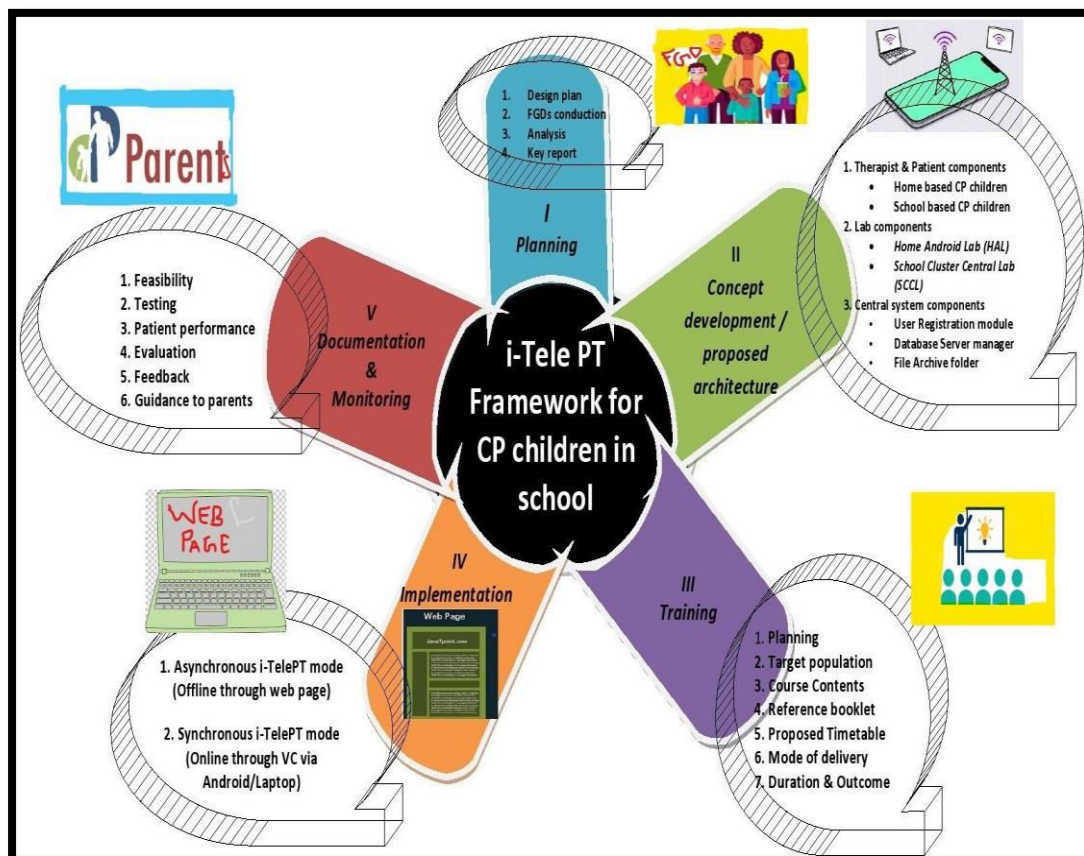 FGD
1. Design plan
2. FGDs conduction
3. Analysis
4. Key report
I
Planning
1. Therapist & Patient components
• Home based CP children
• School based CP children
2. Lab components
• Home Android Lab (HAL)
• School Cluster Central Lab
(SCCL)
3. Central system components
• User Registration module
• Database Server manager
• File Archive folder
II
Concept
development /
proposed
architecture
Parents
1. Feasibility
2. Testing
3. Patient performance
4. Evaluation
5. Feedback
6. Guidance to parents
V
Documentation
&
Monitoring
i-Tele PT
Framework for
CP children in
school
WEB
PAGE
IV
Implementation
Web Page
1. Asynchronous i-TelePT mode
(Offline through web page)
2. Synchronous i-TelePT mode
(Online through VC via
Android/Laptop)
III
Training
1. Planning
2. Target population
3. Course Contents
4. Reference booklet
5. Proposed Timetable
6. Mode of delivery
7. Duration & Outcome